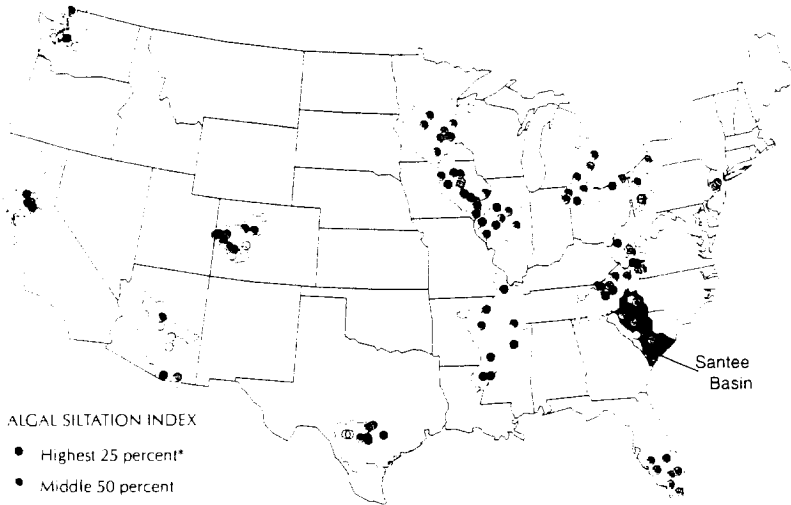 Santee
Basin
ALGAL SILTATION INDEX
Highest 25 percent*
Middle 50 percent